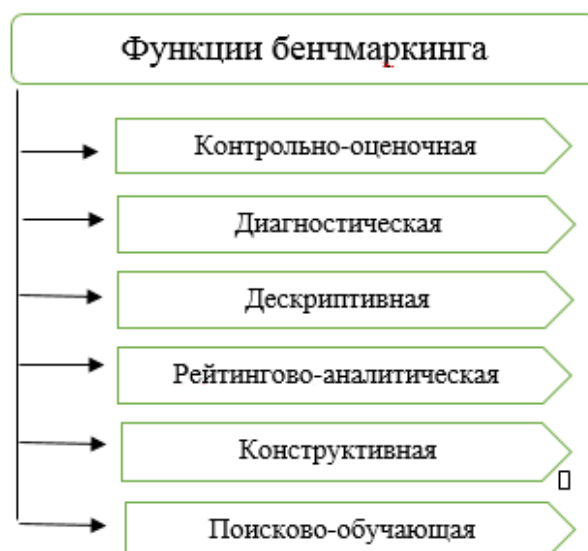 Функции бенчмаркинга
Контрольно-оценочная
Диагностическая
Дескриптивная
Рейтингово-аналитическая
Конструктивная
Поисково-обучающая